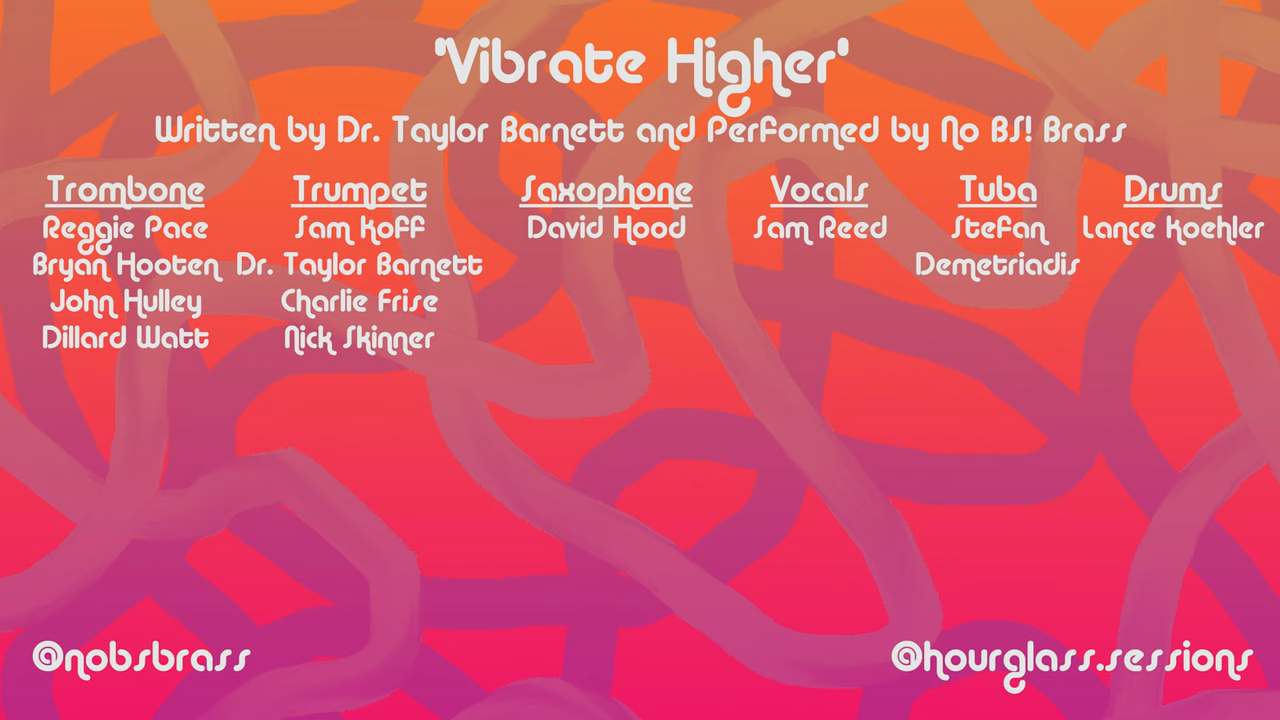 'Vibrate Higher'
Written by Dr. Taylor Barnett and Performed by No BS! Brass
Trombone
Reggie Pace
Bryan Hooten
John Hulley
Dillard Watt
Trumpet
Sam Koff
Dr. Taylor Barnett
Charlie Frise
Nick Skinner
Saxophone
David Hood
Vocals
Sam Reed
Tuba
Stefan
Demetriadis
Drums
Lance Koehler
@nobsbrass
@hourglass.sessions